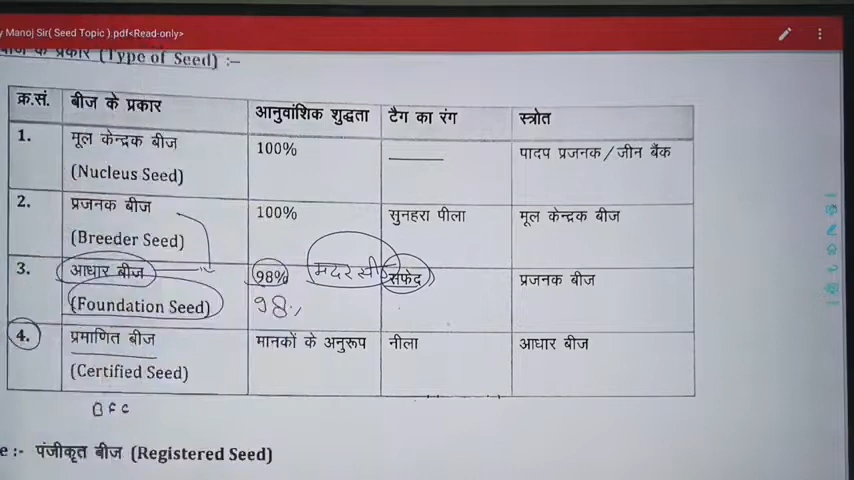 y Manoj Sir( Seed Topic ).pdf<Read-only>
बीज के प्रकार (Type of Seed) :-
क्र.सं. बीज के प्रकार आनुवांशिक शुद्धता टैग का रंग स्त्रोत
1. मूल केन्द्रक बीज 100% पादप प्रजनक/जीन बैंक
(Nucleus Seed)
2. प्रजनक बीज 100% सुनहरा पीला मूल केन्द्रक बीज
(Breeder Seed)
3. आधार बीज 98% मदर सीड सफेद प्रजनक बीज
(Foundation Seed) 98%
4. प्रमाणित बीज मानकों के अनुरूप नीला आधार बीज
(Certified Seed)
BFC
e :- पंजीकृत बीज (Registered Seed)